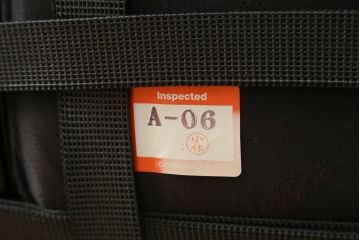 Inspected
A-06
小林